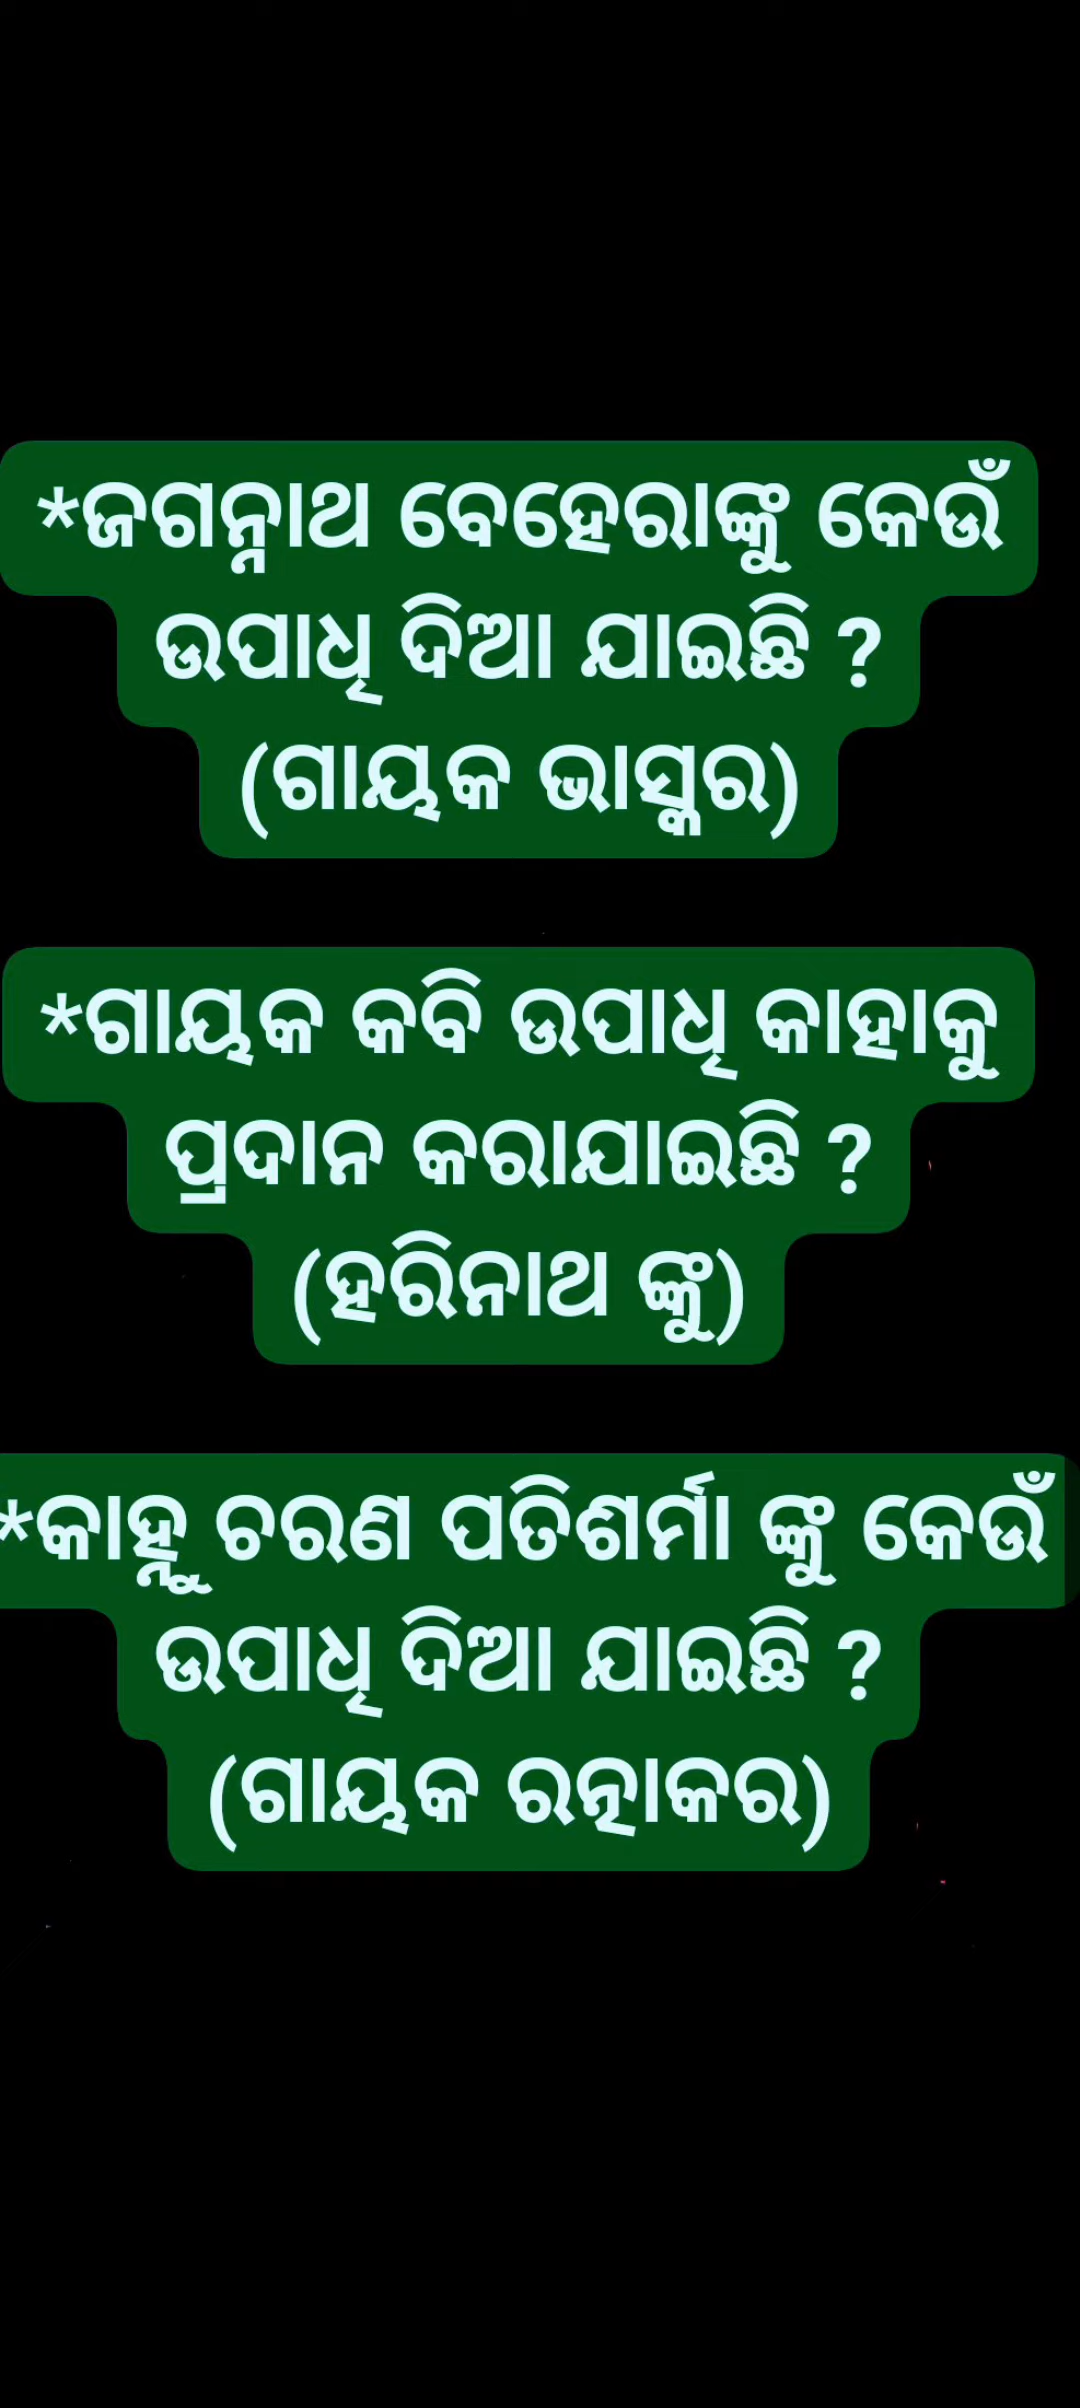 *ଜଗନ୍ନାଥ ବେହେରାଙ୍କୁ କେଉଁ
ଉପାଧି ଦିଆ ଯାଇଛି ?
(ଗାୟକ ଭାସ୍କର)
*ଗାୟକ କବି ଉପାଧି କାହାକୁ
ପ୍ରଦାନ କରାଯାଇଛି ?
(ହରିନାଥ ଙ୍କୁ)
*କାହ୍ନୁ ଚରଣ ପତିଶର୍ମା ଙ୍କୁ କେଉଁ
ଉପାଧି ଦିଆ ଯାଇଛି ?
(ଗାୟକ ରତ୍ନାକର)